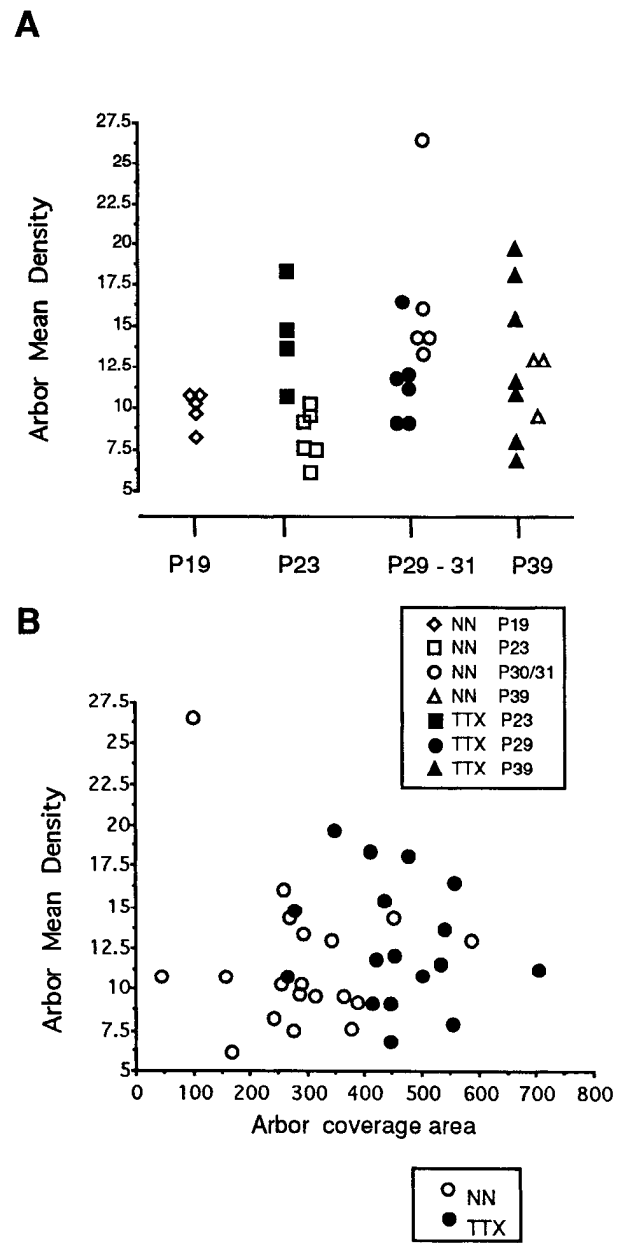 A
27.5
25
22.5
20
17.5
15
12.5
10
7.5
5
Arbor Mean Density
P19 P23 P29 - 31 P39
B
NN P19
NN P23
NN P30/31
NN P39
TTX P23
TTX P29
TTX P39
27.5
25
22.5
20
17.5
15
12.5
10
7.5
5
Arbor Mean Density
0 100 200 300 400 500 600 700 800
Arbor coverage area
NN
TTX